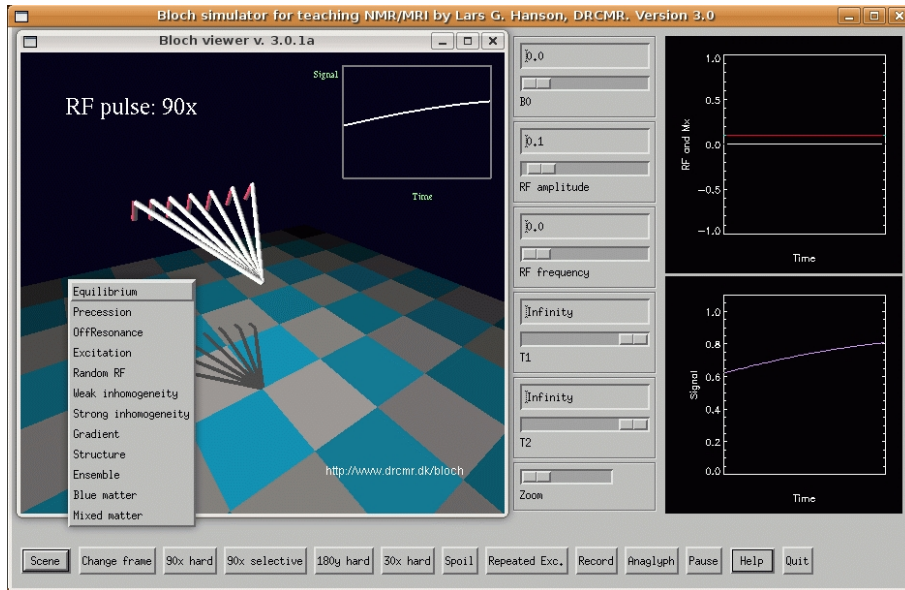 Bloch simulator for teaching NMR/MRI by Lars G. Hanson, DRCMR. Version 3.0
Bloch viewer v. 3.0.1a
RF pulse: 90x
Signal
Time
http://www.drcmr.dk/bloch
Equilibrium
Precession
OffResonance
Excitation
Random RF
Weak inhomogeneity
Strong inhomogeneity
Gradient
Structure
Ensemble
Blue matter
Mixed matter
0.0
B0
0.1
RF amplitude
0.0
RF frequency
Infinity
T1
Infinity
T2
Zoom
RF and Mx
1.0
0.5
0.0
-0.5
-1.0
Time
Signal
1.0
0.8
0.6
0.4
0.2
0.0
Time
Scene Change frame 90x hard 90x selective 180y hard 30x hard Spoil Repeated Exc. Record Anaglyph Pause Help Quit